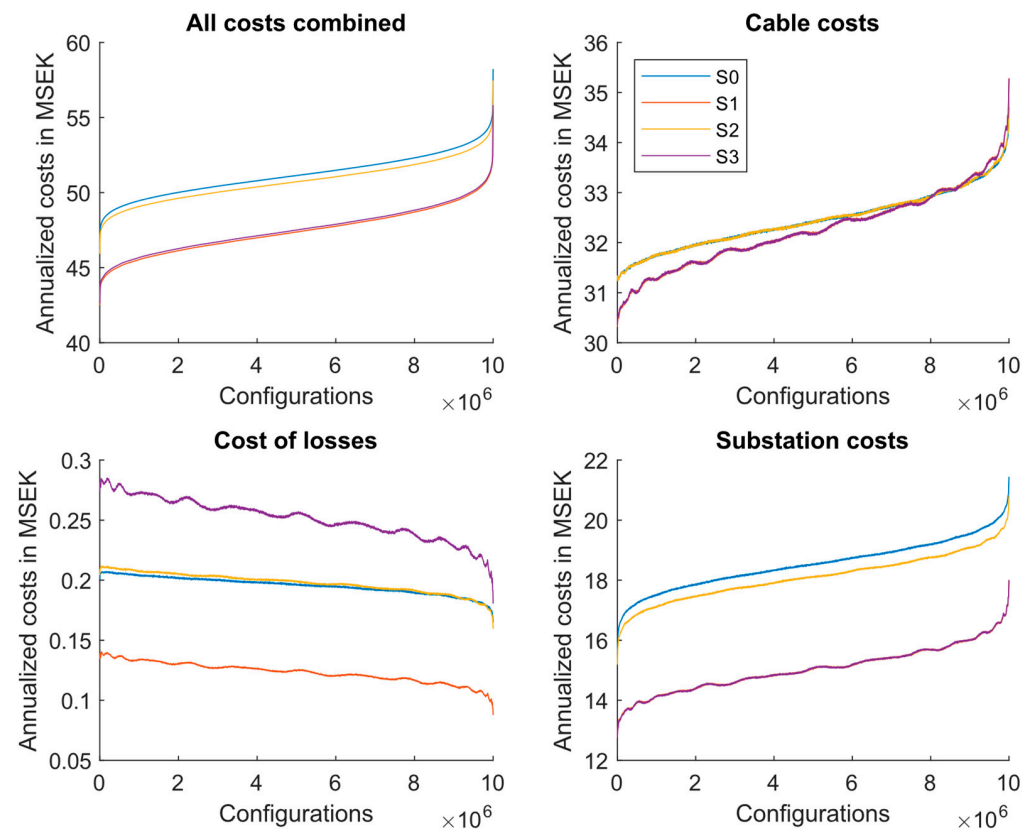 All costs combined
Annualized costs in MSEK
60
55
50
45
40
0 2 4 6 8 10
Configurations
×10^6
Cable costs
Annualized costs in MSEK
36
35
34
33
32
31
30
S0
S1
S2
S3
0 2 4 6 8 10
Configurations
×10^6
Cost of losses
Annualized costs in MSEK
0.3
0.25
0.2
0.15
0.1
0.05
0 2 4 6 8 10
Configurations
×10^6
Substation costs
Annualized costs in MSEK
22
20
18
16
14
12
0 2 4 6 8 10
Configurations
×10^6